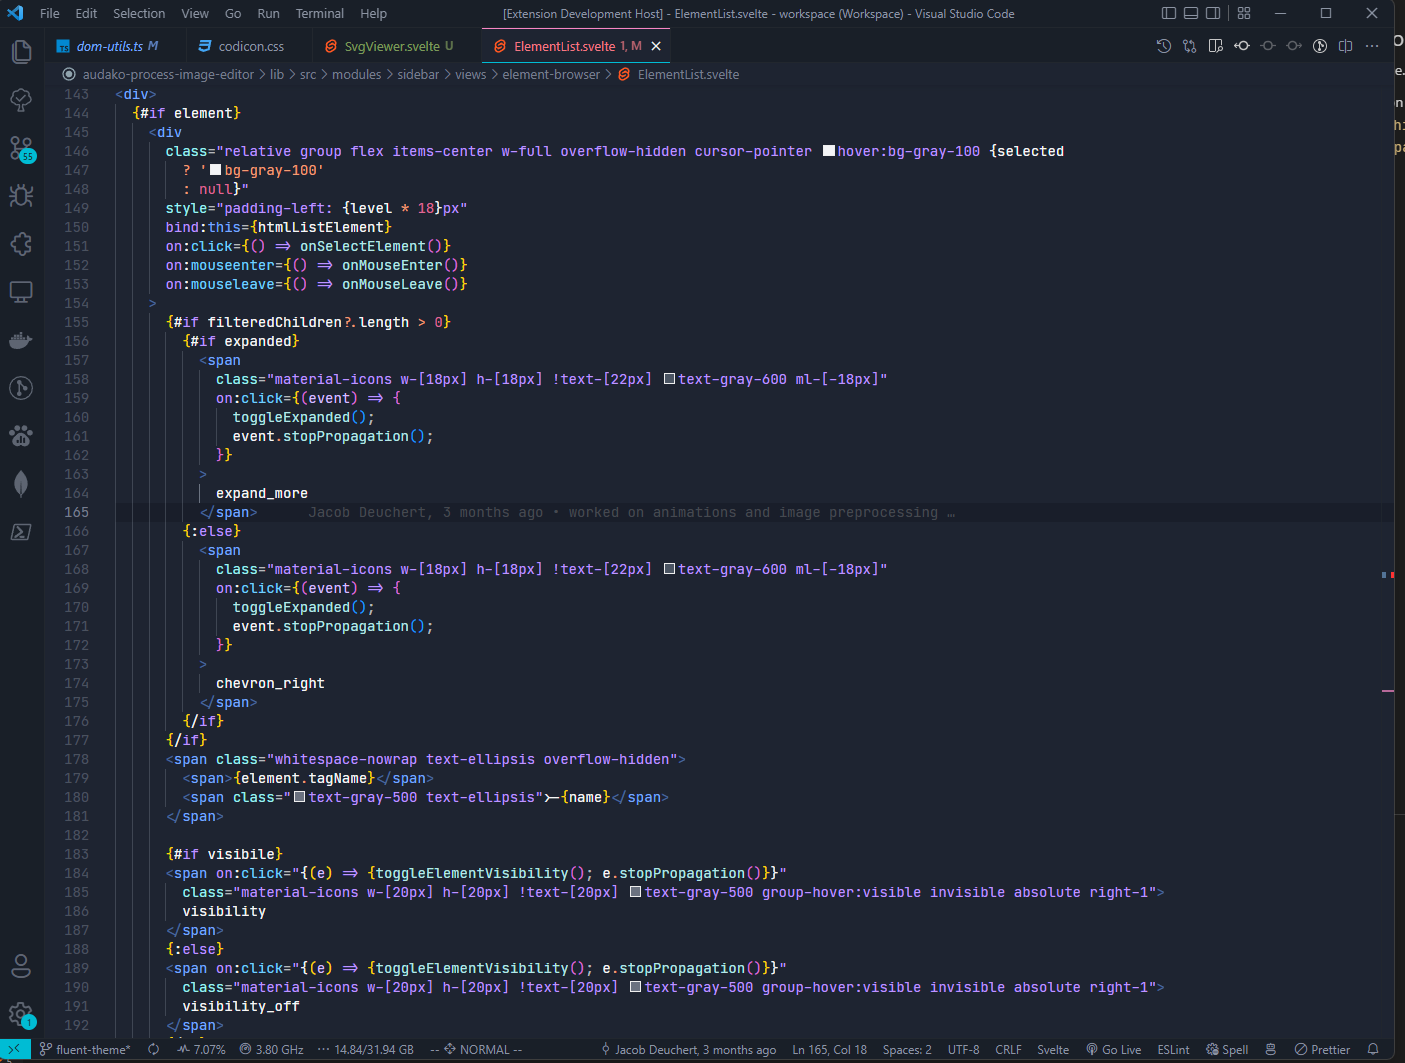 File Edit Selection View Go Run Terminal Help [Extension Development Host] - ElementList.svelte - workspace (Workspace) - Visual Studio Code
dom-utils.ts M codicon.css SvgViewer.svelte U ElementList.svelte 1, M
audako-process-image-editor > lib > src > modules > sidebar > views > element-browser > ElementList.svelte
143 <div>
144 {#if element}
145 <div
146 class="relative group flex items-center w-full overflow-hidden cursor-pointer hover:bg-gray-100 {selected
147 ? 'bg-gray-100'
148 : null}"
149 style="padding-left: {level * 18}px"
150 bind:this={htmlListElement}
151 on:click={() => onSelectElement()}
152 on:mouseenter={() => onMouseEnter()}
153 on:mouseleave={() => onMouseLeave()}
154 >
155 {#if filteredChildren?.length > 0}
156 {#if expanded}
157 <span
158 class="material-icons w-[18px] h-[18px] !text-[22px] text-gray-600 ml-[-18px]"
159 on:click={(event) => {
160 toggleExpanded();
161 event.stopPropagation();
162 }}
163 >
164 expand_more
165 </span> Jacob Deuchert, 3 months ago • worked on animations and image preprocessing …
166 {:else}
167 <span
168 class="material-icons w-[18px] h-[18px] !text-[22px] text-gray-600 ml-[-18px]"
169 on:click={(event) => {
170 toggleExpanded();
171 event.stopPropagation();
172 }}
173 >
174 chevron_right
175 </span>
176 {/if}
177 {/if}
178 <span class="whitespace-nowrap text-ellipsis overflow-hidden">
179 <span>{element.tagName}</span>
180 <span class="text-gray-500 text-ellipsis">-{name}</span>
181 </span>
182
183 {#if visibile}
184 <span on:click="{(e) => {toggleElementVisibility(); e.stopPropagation()}}"
185 class="material-icons w-[20px] h-[20px] !text-[20px] text-gray-500 group-hover:visible invisible absolute right-1">
186 visibility
187 </span>
188 {:else}
189 <span on:click="{(e) => {toggleElementVisibility(); e.stopPropagation()}}"
190 class="material-icons w-[20px] h-[20px] !text-[20px] text-gray-500 group-hover:visible invisible absolute right-1">
191 visibility_off
192 </span>
55
1
fluent-theme* 7.07% 3.80 GHz 14.84/31.94 GB -- NORMAL -- Jacob Deuchert, 3 months ago Ln 165, Col 18 Spaces: 2 UTF-8 CRLF Svelte Go Live ESLint Spell Prettier